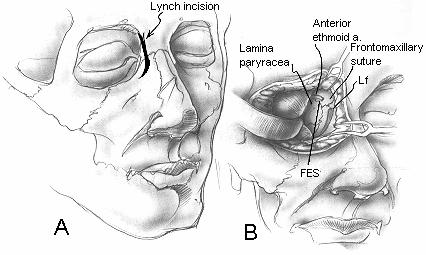 Lynch incision
A
Anterior
ethmoid a.
Lamina
paryracea
Frontomaxillary
suture
Lf
FES
B